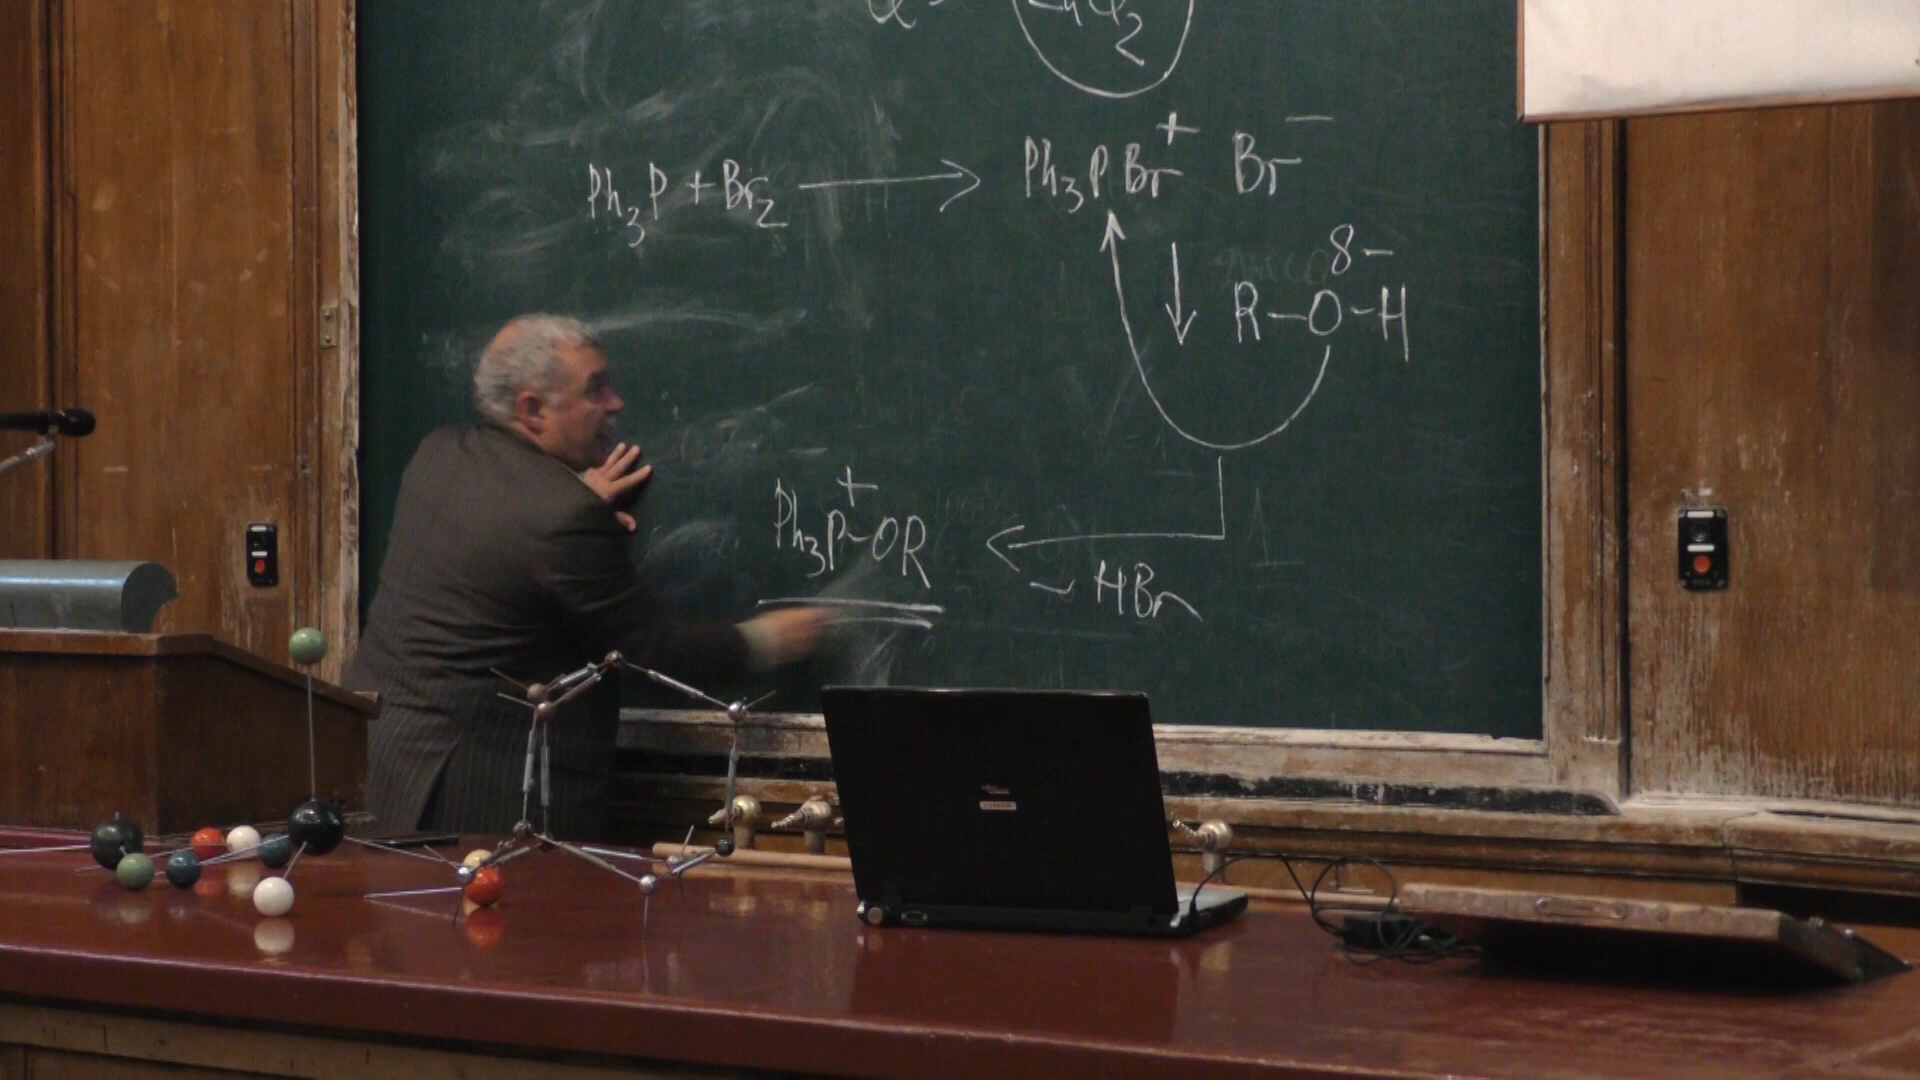 Ph₃P + Br₂ ⟶ Ph₃PBr⁺ Br⁻
δ−
R–O–H
Ph₃P⁺–OR ⟵
− HBr